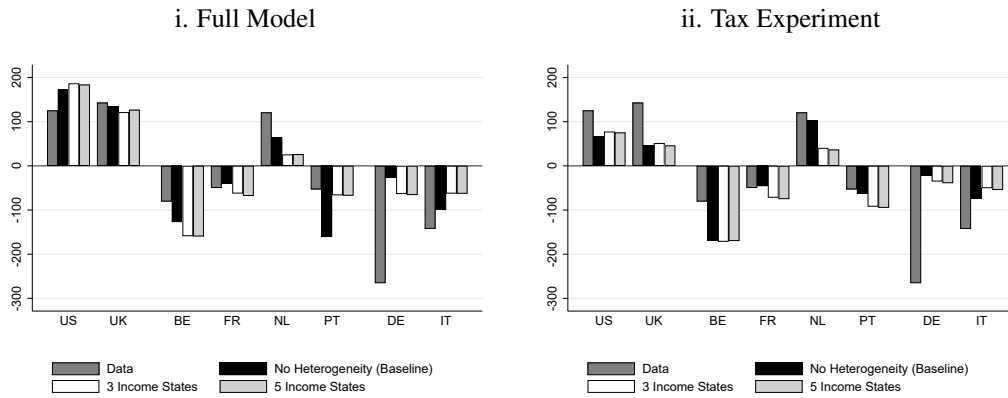 i. Full Model
200
100
0
-100
-200
-300
US UK BE FR NL PT DE IT
Data No Heterogeneity (Baseline)
3 Income States 5 Income States
ii. Tax Experiment
200
100
0
-100
-200
-300
US UK BE FR NL PT DE IT
Data No Heterogeneity (Baseline)
3 Income States 5 Income States